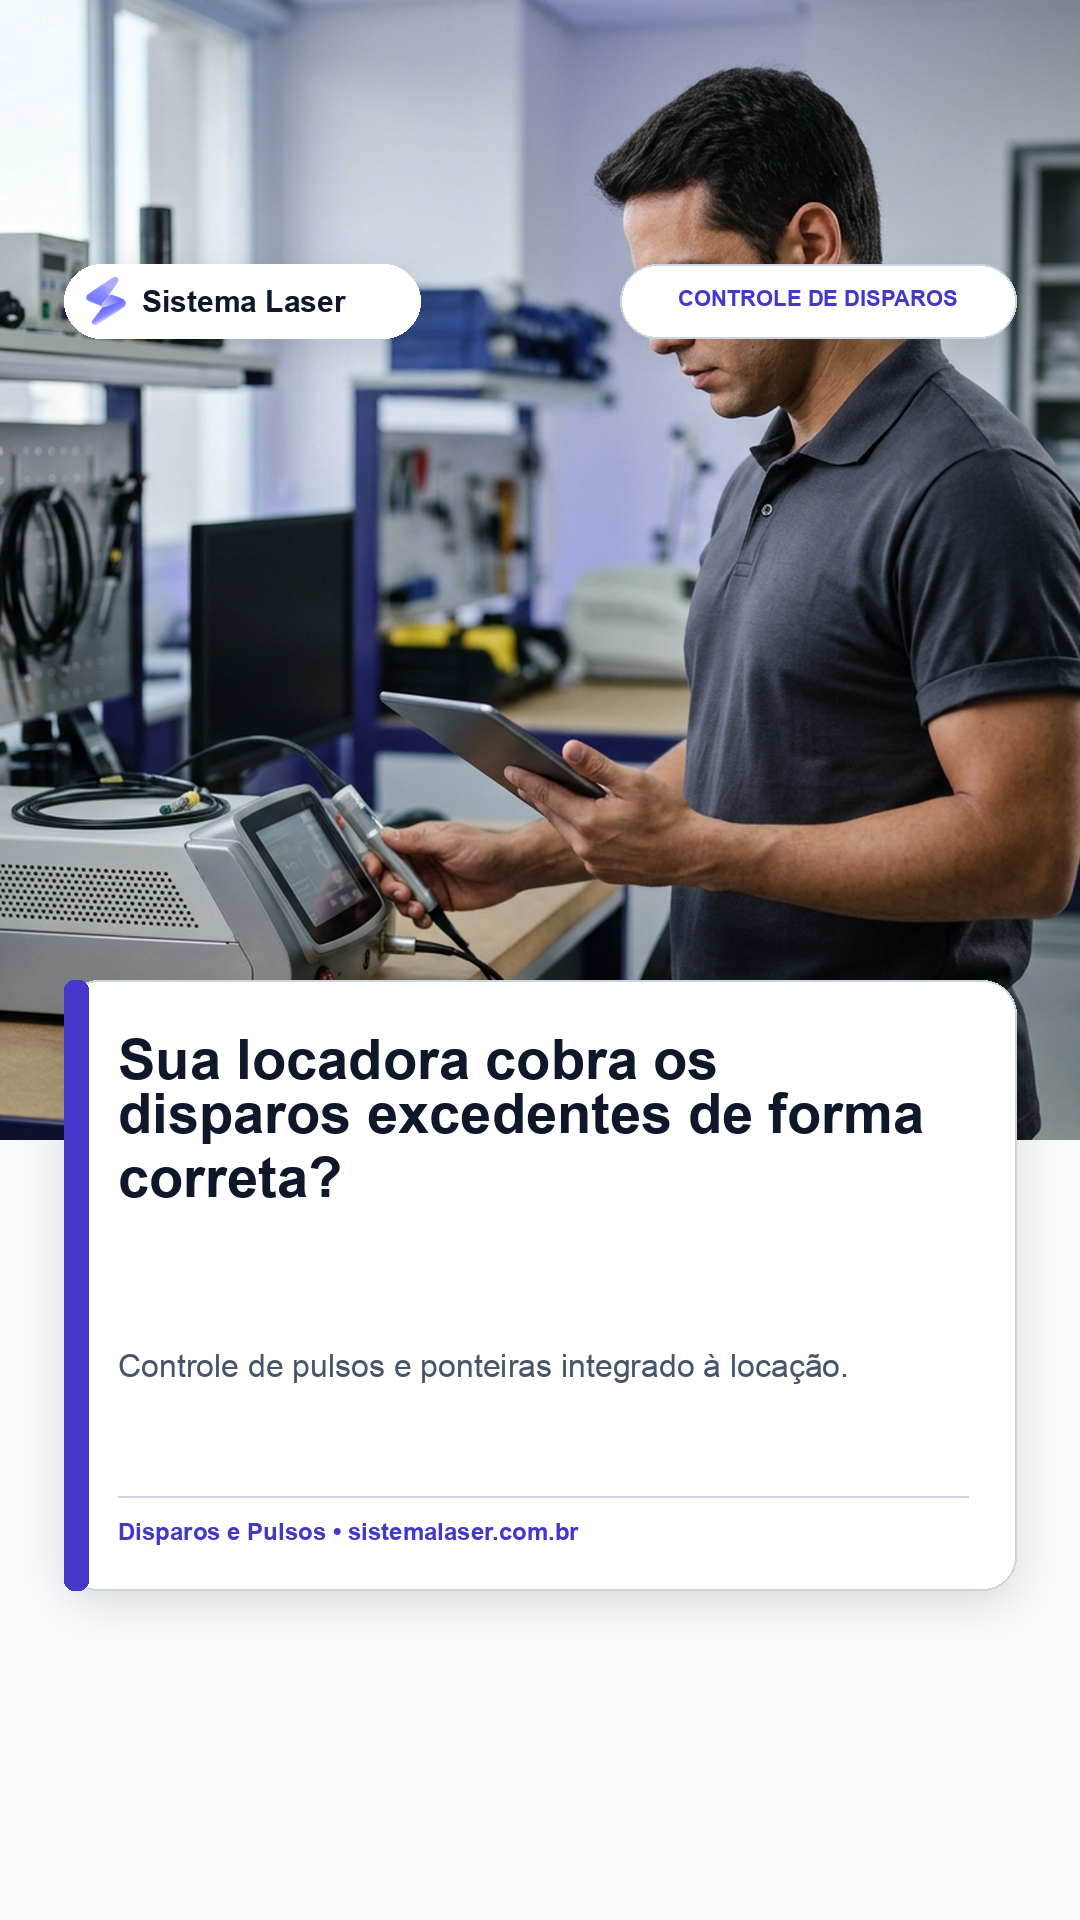 Sistema Laser
CONTROLE DE DISPAROS
Sua locadora cobra os
disparos excedentes de forma
correta?
Controle de pulsos e ponteiras integrado à locação.
Disparos e Pulsos • sistemalaser.com.br